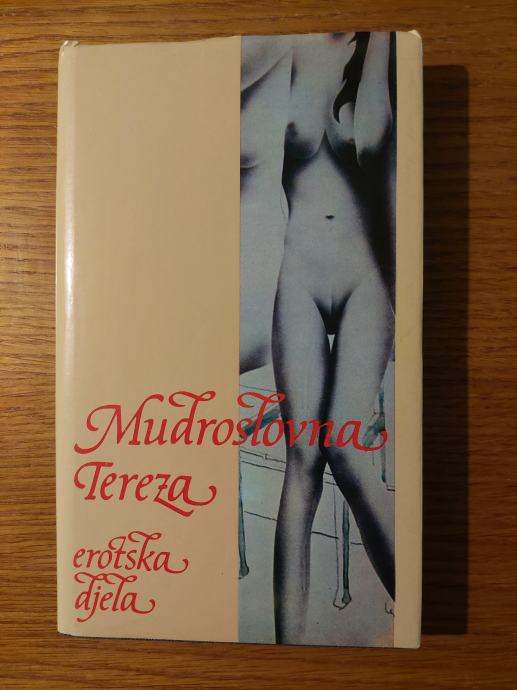 Mudroslovna
Tereza
erotska
djela